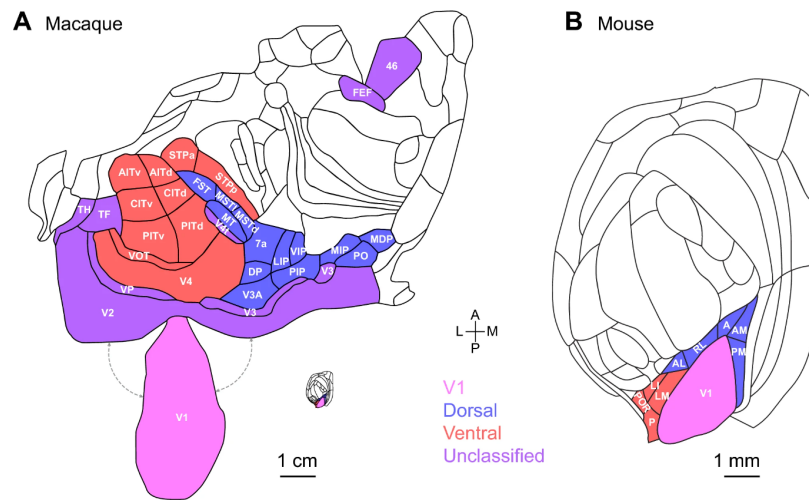 A Macaque
B Mouse
46
FEF
STPa
AITv
AITd
STPp
FST
CITv
CITd
MSTl
MSTd
TH
TF
MT
V4t
PITv
PITd
7a
MDP
VOT
LIP
VIP
MIP
PO
DP
PIP
V3
V4
VP
V3A
V2
V3
A
L M
P
A
AM
RL
PM
AL
LI
LM
POR
P
V1
V1
V1
Dorsal
Ventral
Unclassified
1 cm
1 mm